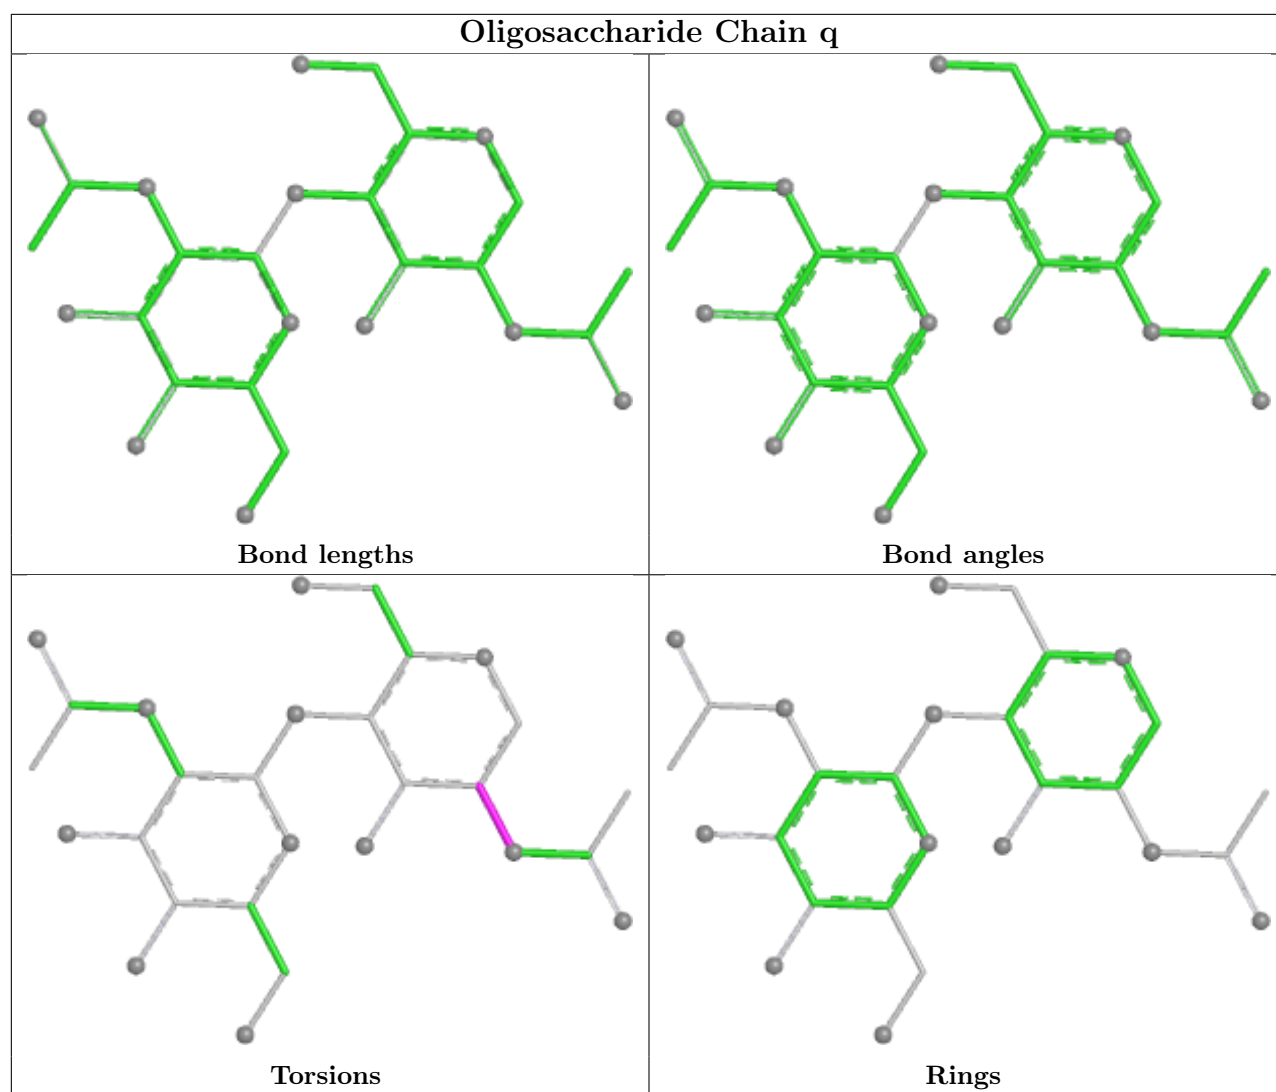 Oligosaccharide Chain q
Bond lengths
Bond angles
Torsions
Rings